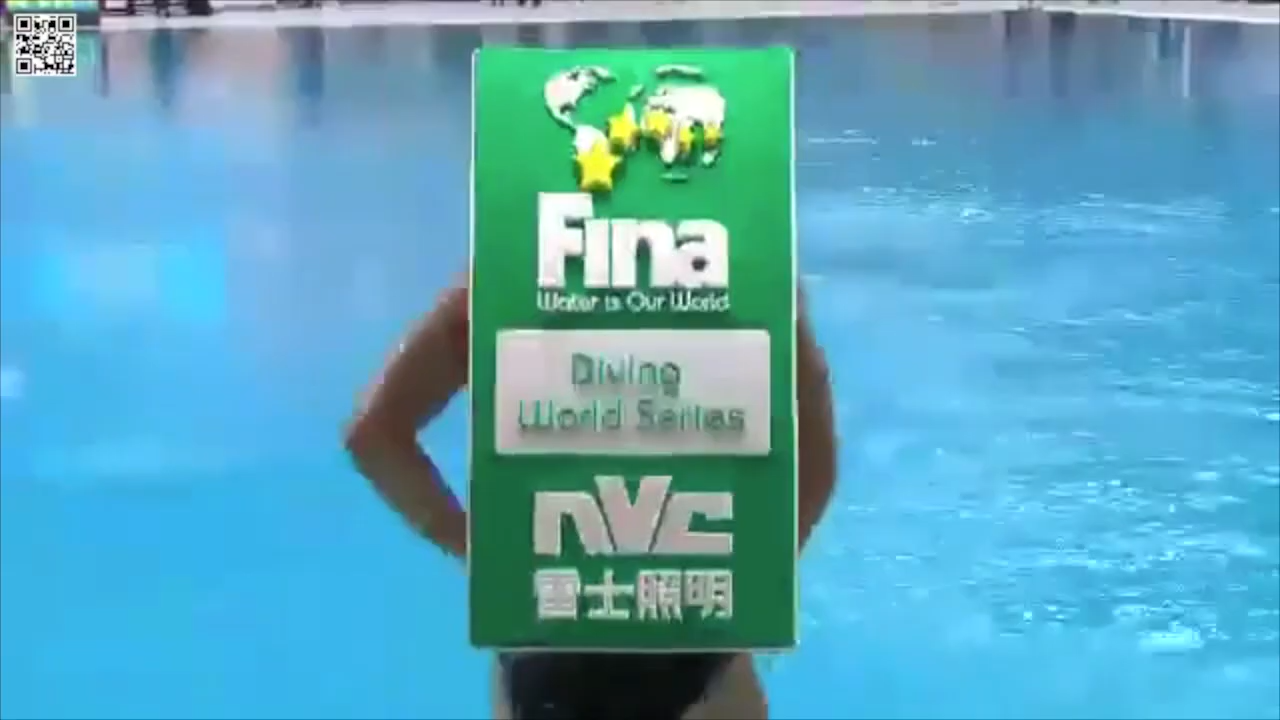 Fina
Water is Our World
Diving
World Series
nVc
雷士照明